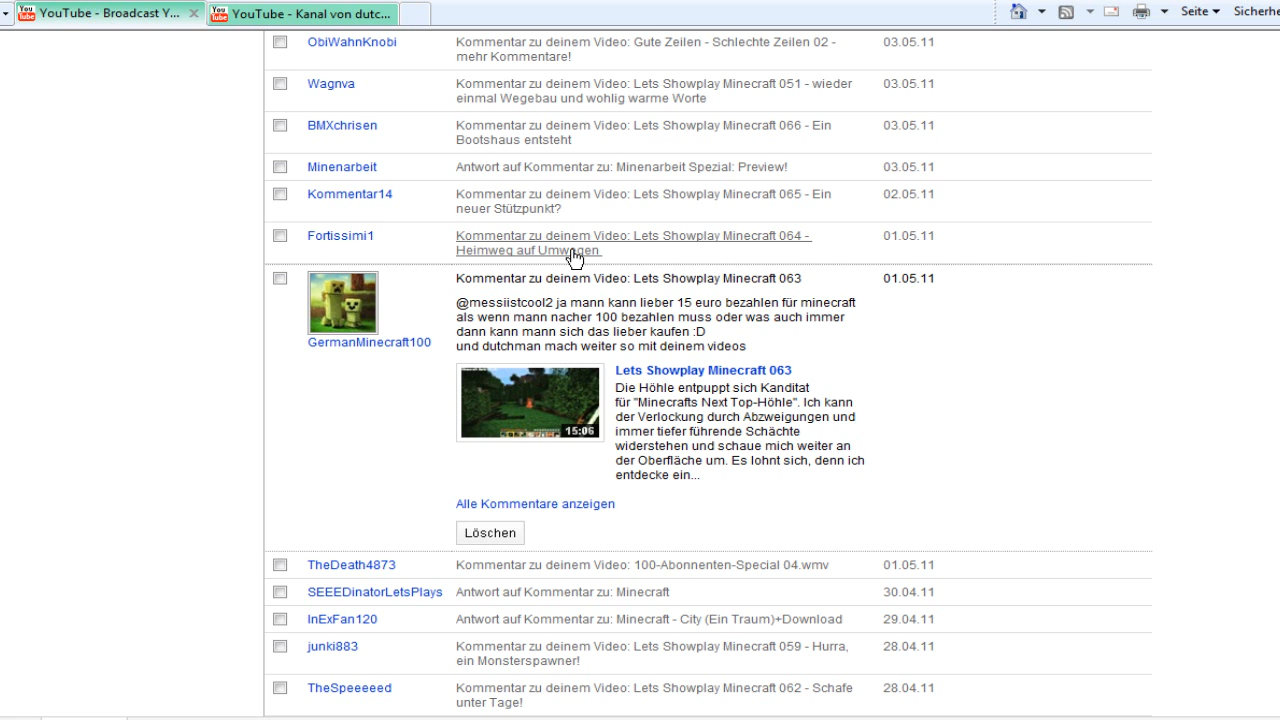 YouTube - Broadcast Y...
YouTube - Kanal von dutc...
Seite
Sicherhe
ObiWahnKnobi
Kommentar zu deinem Video: Gute Zeilen - Schlechte Zeilen 02 -
mehr Kommentare!
03.05.11
Wagnva
Kommentar zu deinem Video: Lets Showplay Minecraft 051 - wieder
einmal Wegebau und wohlig warme Worte
03.05.11
BMXchrisen
Kommentar zu deinem Video: Lets Showplay Minecraft 066 - Ein
Bootshaus entsteht
03.05.11
Minenarbeit
Antwort auf Kommentar zu: Minenarbeit Spezial: Preview!
03.05.11
Kommentar14
Kommentar zu deinem Video: Lets Showplay Minecraft 065 - Ein
neuer Stützpunkt?
02.05.11
Fortissimi1
Kommentar zu deinem Video: Lets Showplay Minecraft 064 -
Heimweg auf Umwegen
01.05.11
GermanMinecraft100
Kommentar zu deinem Video: Lets Showplay Minecraft 063
01.05.11
@messiistcool2 ja mann kann lieber 15 euro bezahlen für minecraft
als wenn mann nacher 100 bezahlen muss oder was auch immer
dann kann mann sich das lieber kaufen :D
und dutchman mach weiter so mit deinem videos
15:06
Lets Showplay Minecraft 063
Die Höhle entpuppt sich Kanditat
für "Minecrafts Next Top-Höhle". Ich kann
der Verlockung durch Abzweigungen und
immer tiefer führende Schächte
widerstehen und schaue mich weiter an
der Oberfläche um. Es lohnt sich, denn ich
entdecke ein...
Alle Kommentare anzeigen
Löschen
TheDeath4873
Kommentar zu deinem Video: 100-Abonnenten-Special 04.wmv
01.05.11
SEEEDinatorLetsPlays
Antwort auf Kommentar zu: Minecraft
30.04.11
InExFan120
Antwort auf Kommentar zu: Minecraft - City (Ein Traum)+Download
29.04.11
junki883
Kommentar zu deinem Video: Lets Showplay Minecraft 059 - Hurra,
ein Monsterspawner!
28.04.11
TheSpeeeeed
Kommentar zu deinem Video: Lets Showplay Minecraft 062 - Schafe
unter Tage!
28.04.11